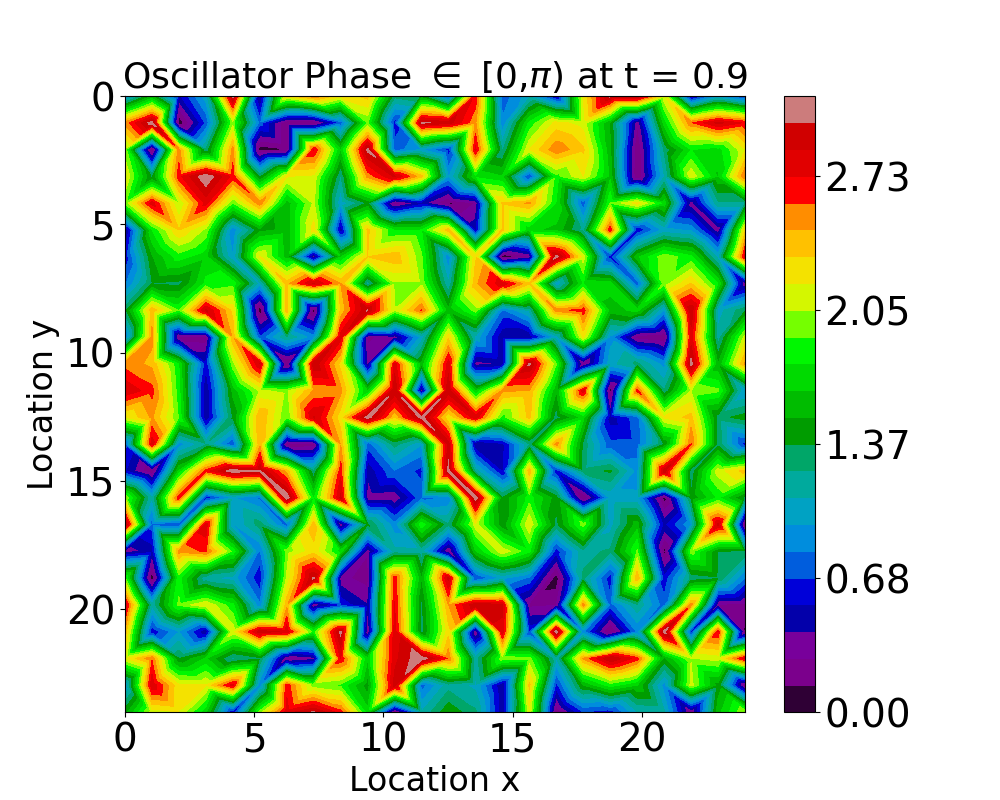 Oscillator Phase ∈ [0,π) at t = 0.9
0
5
10
15
20
Location y
0 5 10 15 20
Location x
2.73
2.05
1.37
0.68
0.00